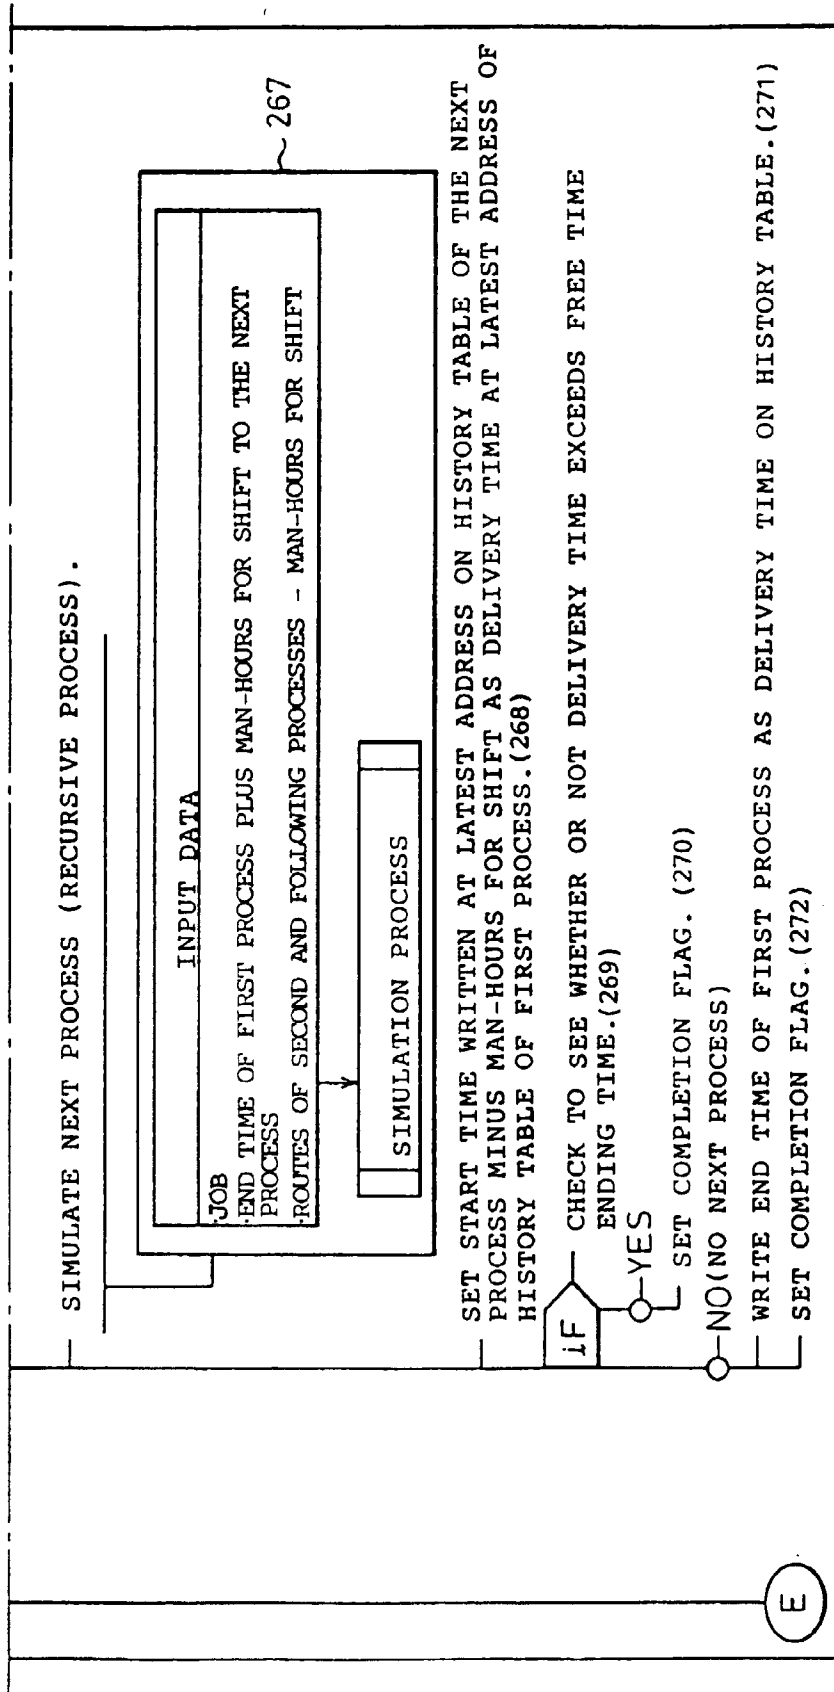 SIMULATE NEXT PROCESS (RECURSIVE PROCESS).
267
INPUT DATA
·JOB
·END TIME OF FIRST PROCESS PLUS MAN-HOURS FOR SHIFT TO THE NEXT
PROCESS
·ROUTES OF SECOND AND FOLLOWING PROCESSES - MAN-HOURS FOR SHIFT
SIMULATION PROCESS
SET START TIME WRITTEN AT LATEST ADDRESS ON HISTORY TABLE OF THE NEXT
PROCESS MINUS MAN-HOURS FOR SHIFT AS DELIVERY TIME AT LATEST ADDRESS OF
HISTORY TABLE OF FIRST PROCESS.(268)
iF
CHECK TO SEE WHETHER OR NOT DELIVERY TIME EXCEEDS FREE TIME
ENDING TIME.(269)
YES
SET COMPLETION FLAG. (270)
NO(NO NEXT PROCESS)
WRITE END TIME OF FIRST PROCESS AS DELIVERY TIME ON HISTORY TABLE.(271)
SET COMPLETION FLAG.(272)
E